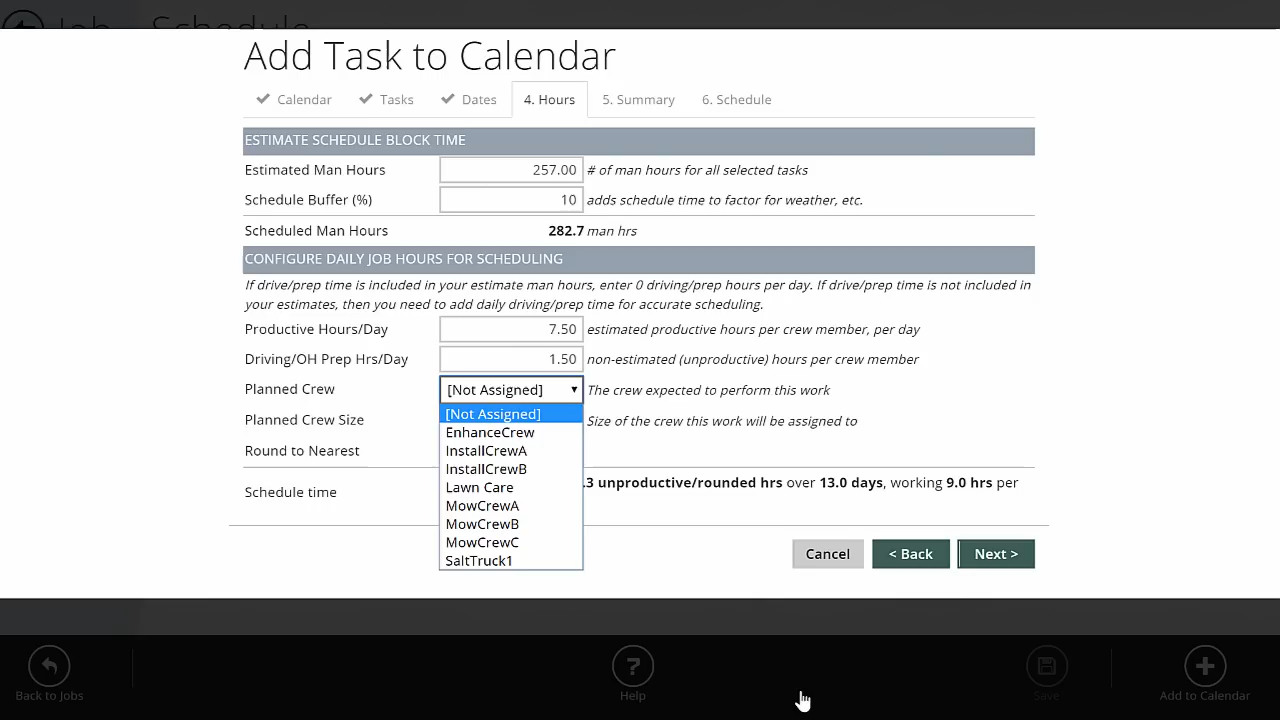 Job - Schedule
Add Task to Calendar
Calendar Tasks Dates 4. Hours 5. Summary 6. Schedule
ESTIMATE SCHEDULE BLOCK TIME
Estimated Man Hours 257.00 # of man hours for all selected tasks
Schedule Buffer (%) 10 adds schedule time to factor for weather, etc.
Scheduled Man Hours 282.7 man hrs
CONFIGURE DAILY JOB HOURS FOR SCHEDULING
If drive/prep time is included in your estimate man hours, enter 0 driving/prep hours per day. If drive/prep time is not included in
your estimates, then you need to add daily driving/prep time for accurate scheduling.
Productive Hours/Day 7.50 estimated productive hours per crew member, per day
Driving/OH Prep Hrs/Day 1.50 non-estimated (unproductive) hours per crew member
Planned Crew [Not Assigned] The crew expected to perform this work
[Not Assigned]
Planned Crew Size Size of the crew this work will be assigned to
EnhanceCrew
Round to Nearest InstallCrewA
InstallCrewB
Schedule time .3 unproductive/rounded hrs over 13.0 days, working 9.0 hrs per
Lawn Care
MowCrewA
MowCrewB
MowCrewC
SaltTruck1
Cancel < Back Next >
Back to Jobs ? Help Save Add to Calendar